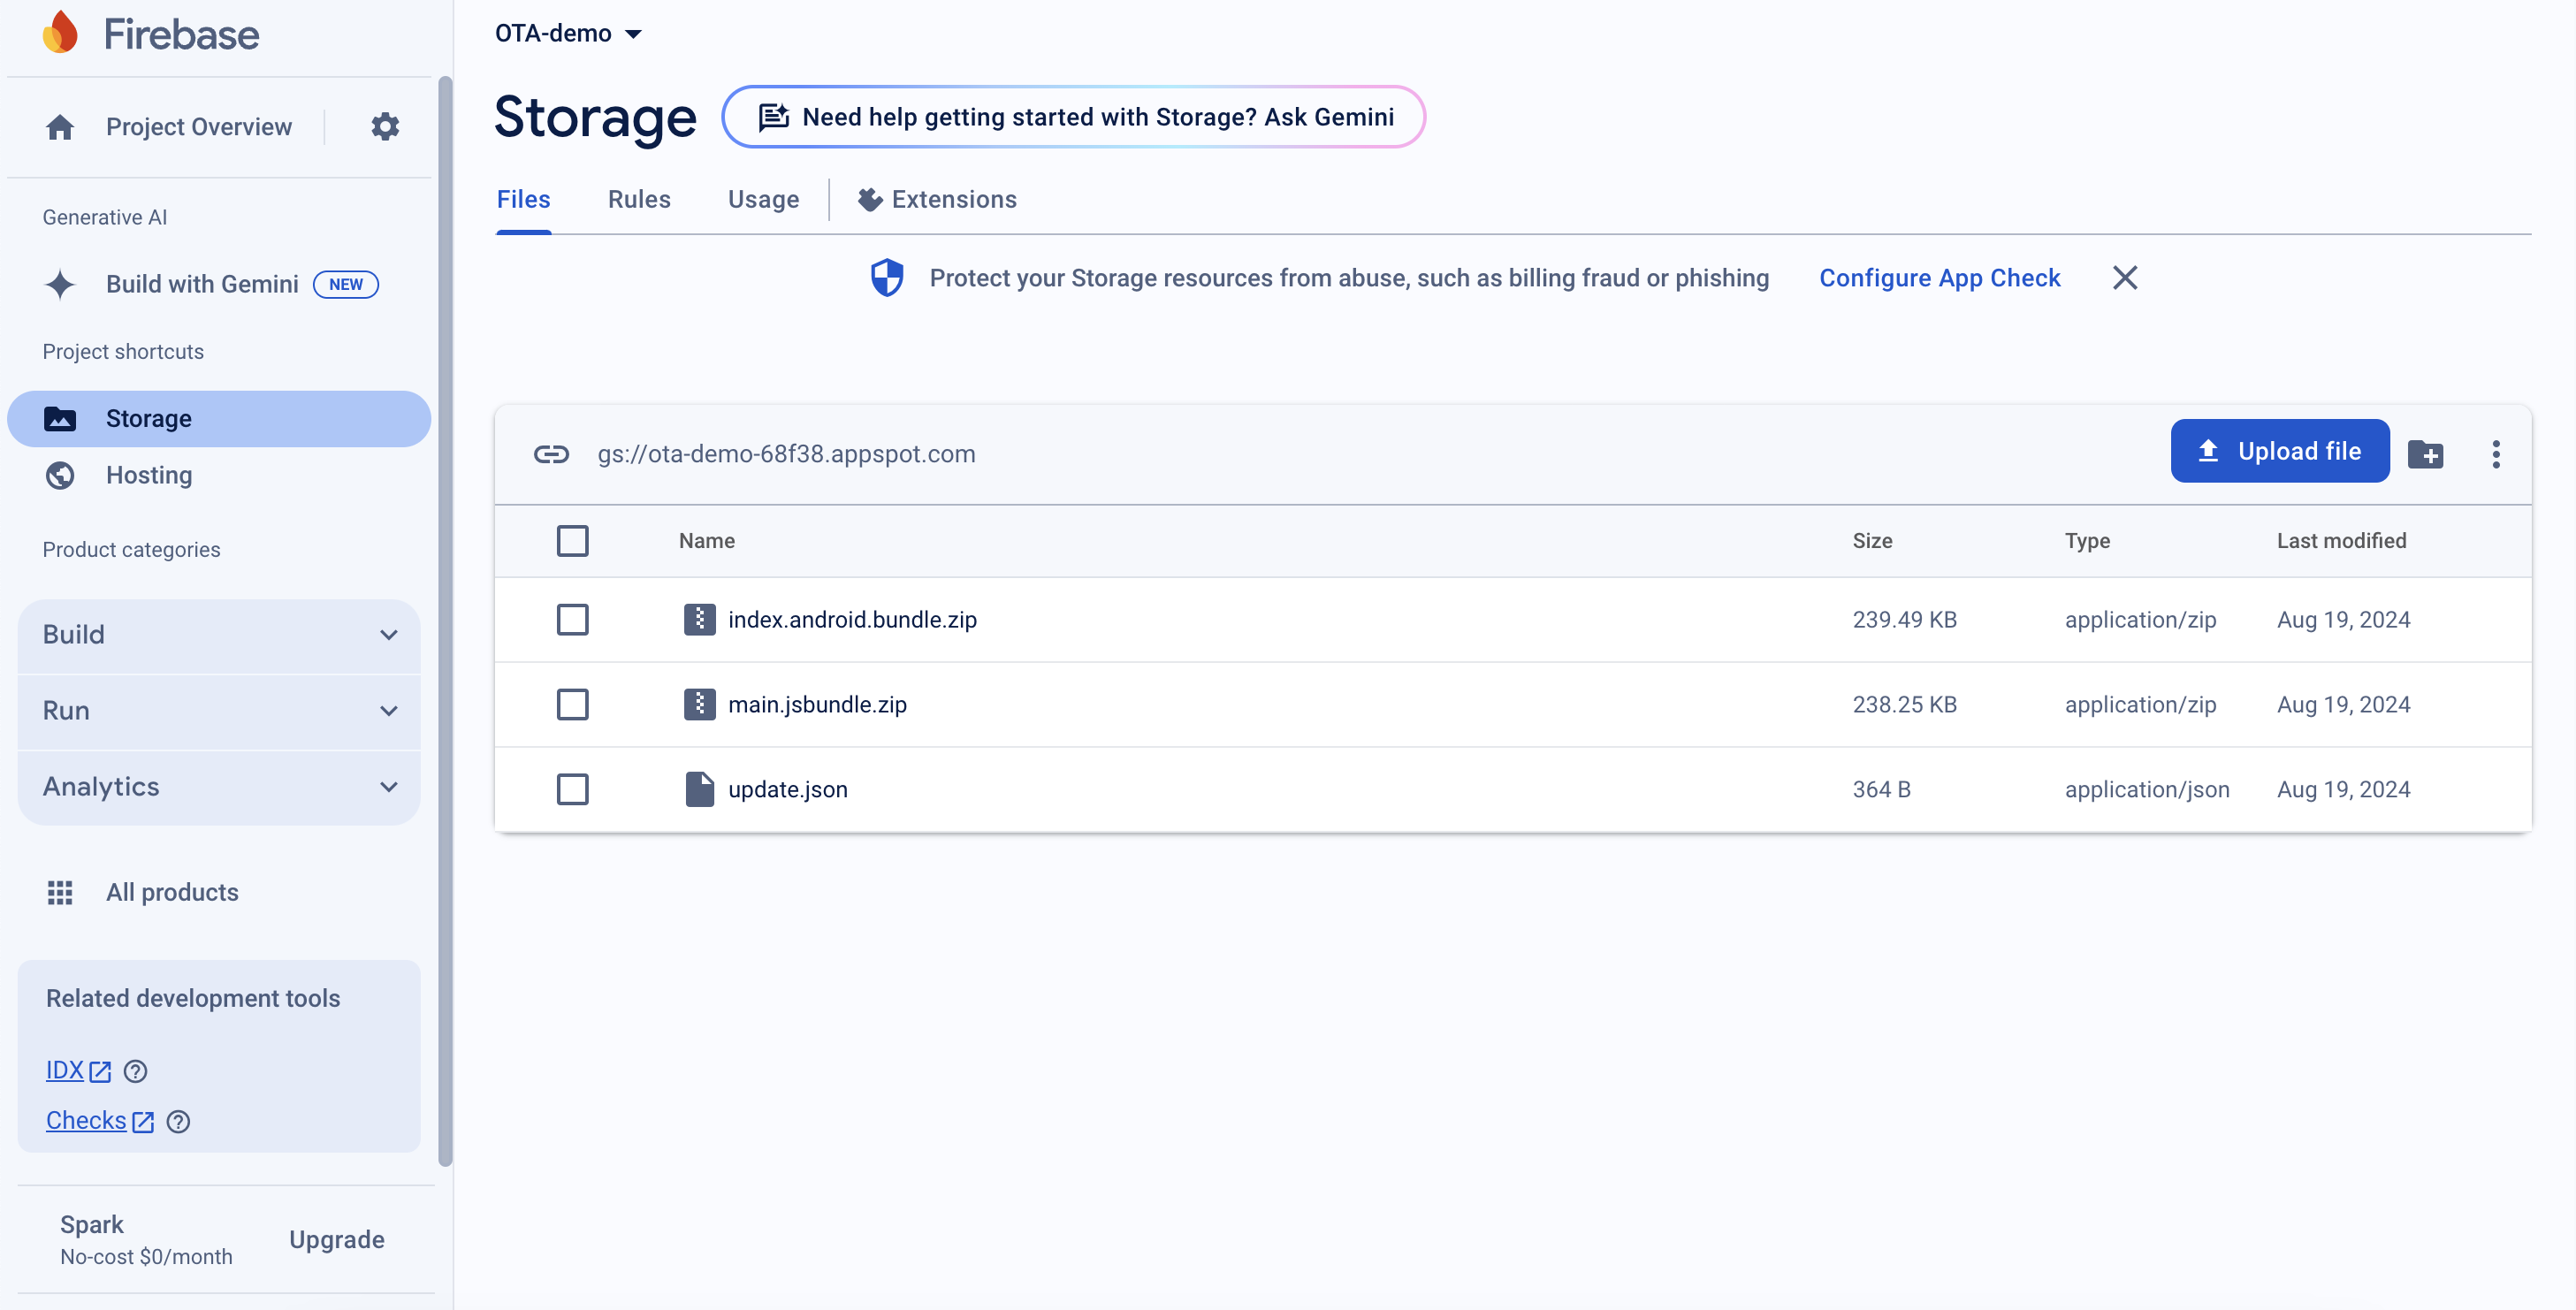 Firebase
Project Overview
Generative AI
Build with Gemini NEW
Project shortcuts
Storage
Hosting
Product categories
Build
Run
Analytics
All products
Related development tools
IDX
Checks
Spark
No-cost $0/month
Upgrade
OTA-demo
Storage
Need help getting started with Storage? Ask Gemini
Files Rules Usage Extensions
Protect your Storage resources from abuse, such as billing fraud or phishing Configure App Check
gs://ota-demo-68f38.appspot.com
Upload file
Name Size Type Last modified
index.android.bundle.zip 239.49 KB application/zip Aug 19, 2024
main.jsbundle.zip 238.25 KB application/zip Aug 19, 2024
update.json 364 B application/json Aug 19, 2024